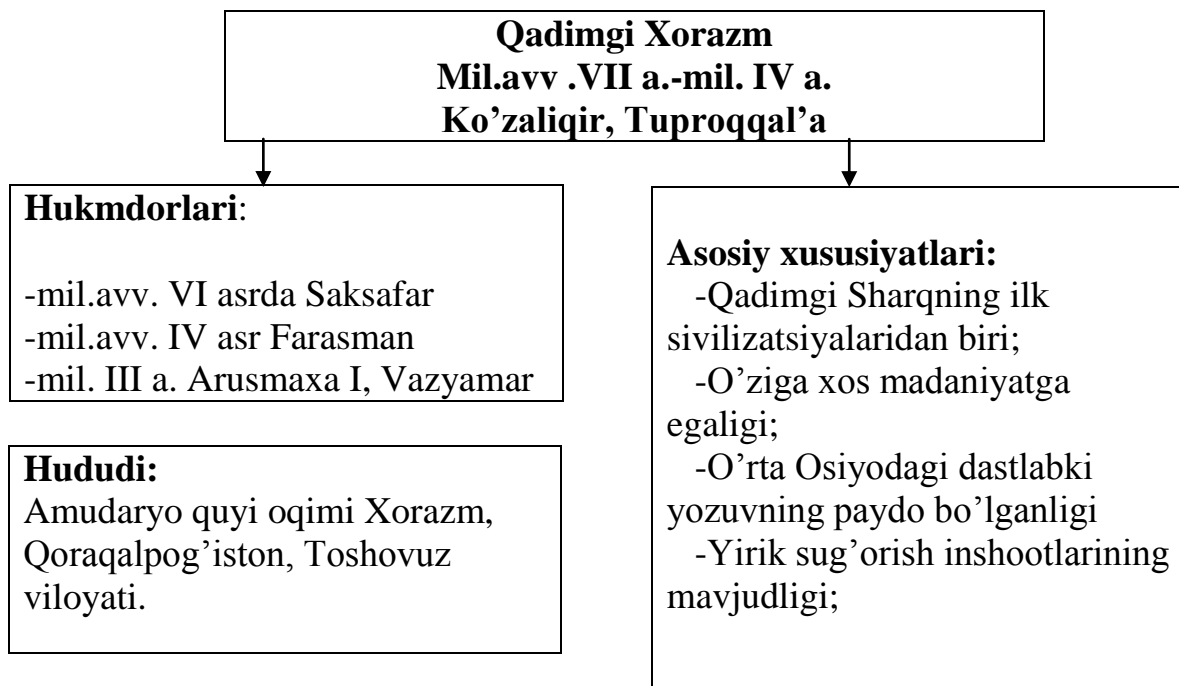 Qadimgi Xorazm
Mil.avv .VII a.-mil. IV a.
Ko’zaliqir, Tuproqqal’a
Hukmdorlari:
-mil.avv. VI asrda Saksafar
-mil.avv. IV asr Farasman
-mil. III a. Arusmaxa I, Vazyamar
Hududi:
Amudaryo quyi oqimi Xorazm,
Qoraqalpog’iston, Toshovuz
viloyati.
Asosiy xususiyatlari:
-Qadimgi Sharqning ilk
sivilizatsiyalaridan biri;
-O’ziga xos madaniyatga
egaligi;
-O’rta Osiyodagi dastlabki
yozuvning paydo bo’lganligi
-Yirik sug’orish inshootlarining
mavjudligi;